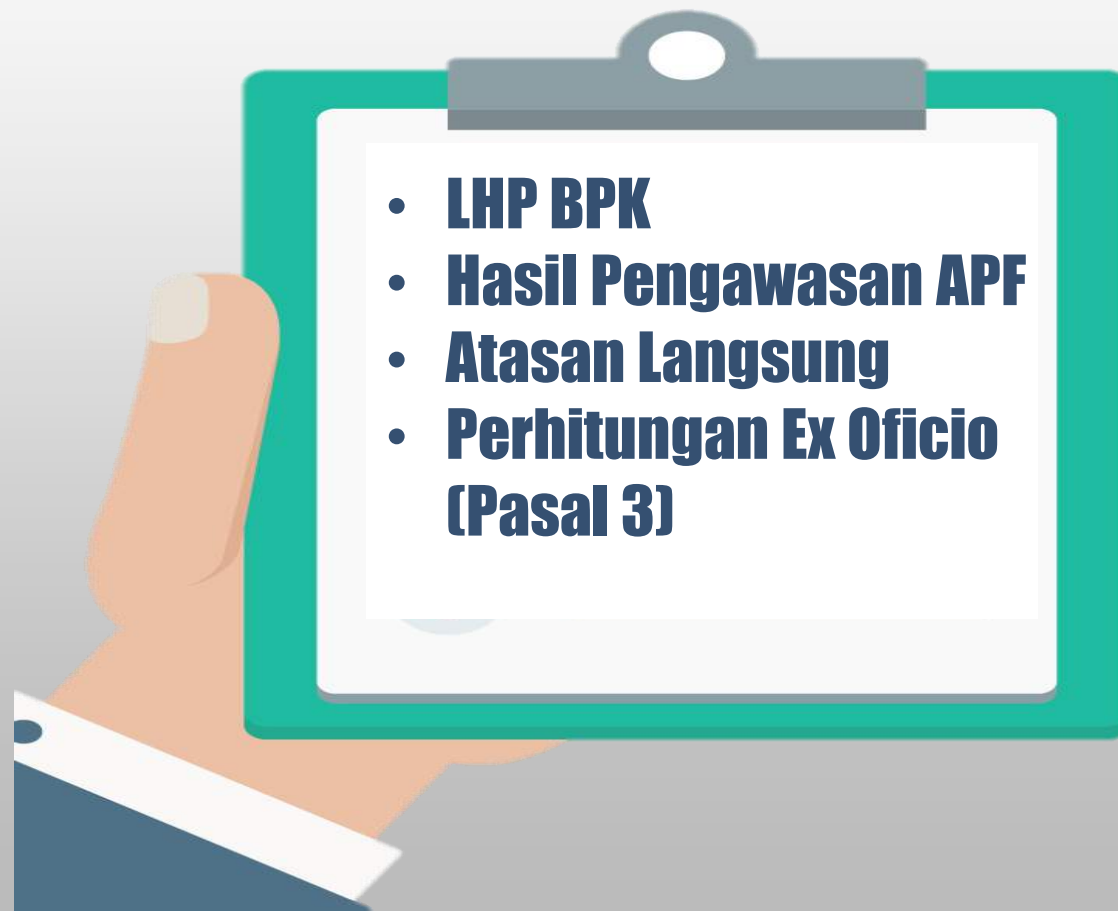 • LHP BPK
• Hasil Pengawasan APF
• Atasan Langsung
• Perhitungan Ex Oficio
(Pasal 3)